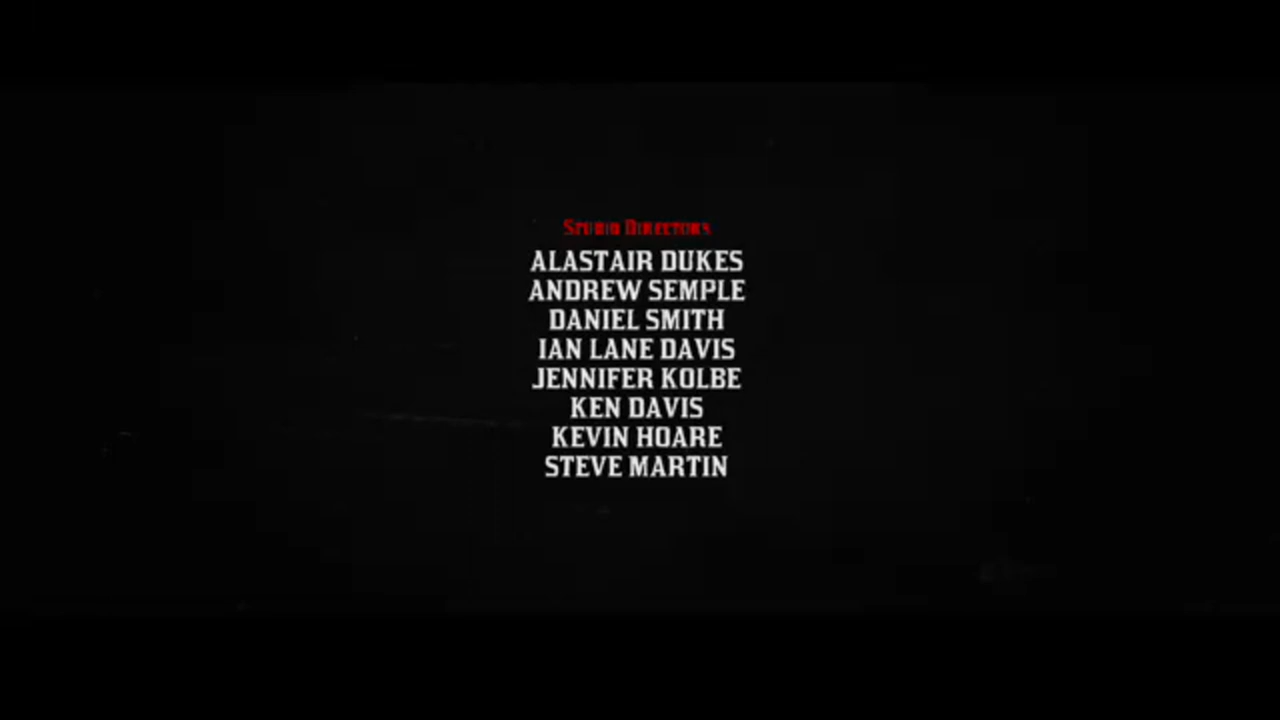 STUDIO DIRECTORS
ALASTAIR DUKES
ANDREW SEMPLE
DANIEL SMITH
IAN LANE DAVIS
JENNIFER KOLBE
KEN DAVIS
KEVIN HOARE
STEVE MARTIN